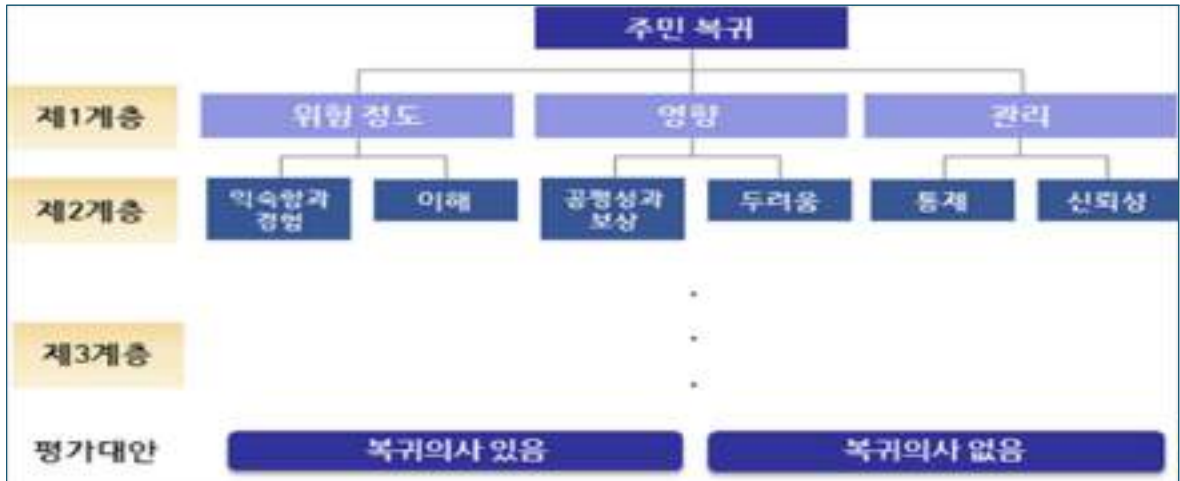 주민 복귀
제1계층
위험 정도
영향
관리
제2계층
익숙함과
경험
이해
공평성과
보상
두려움
통제
신뢰성
제3계층
평가대안
복귀의사 있음
복귀의사 없음